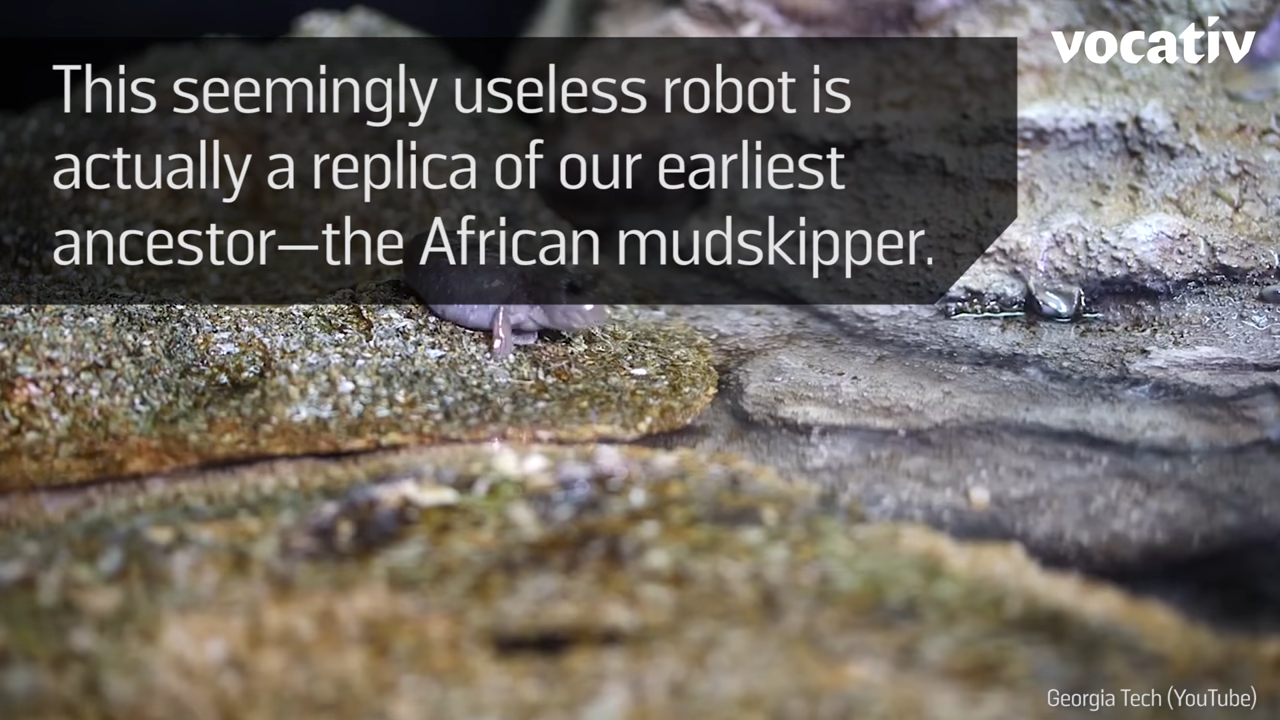 vocativ
This seemingly useless robot is
actually a replica of our earliest
ancestor—the African mudskipper.
Georgia Tech (YouTube)